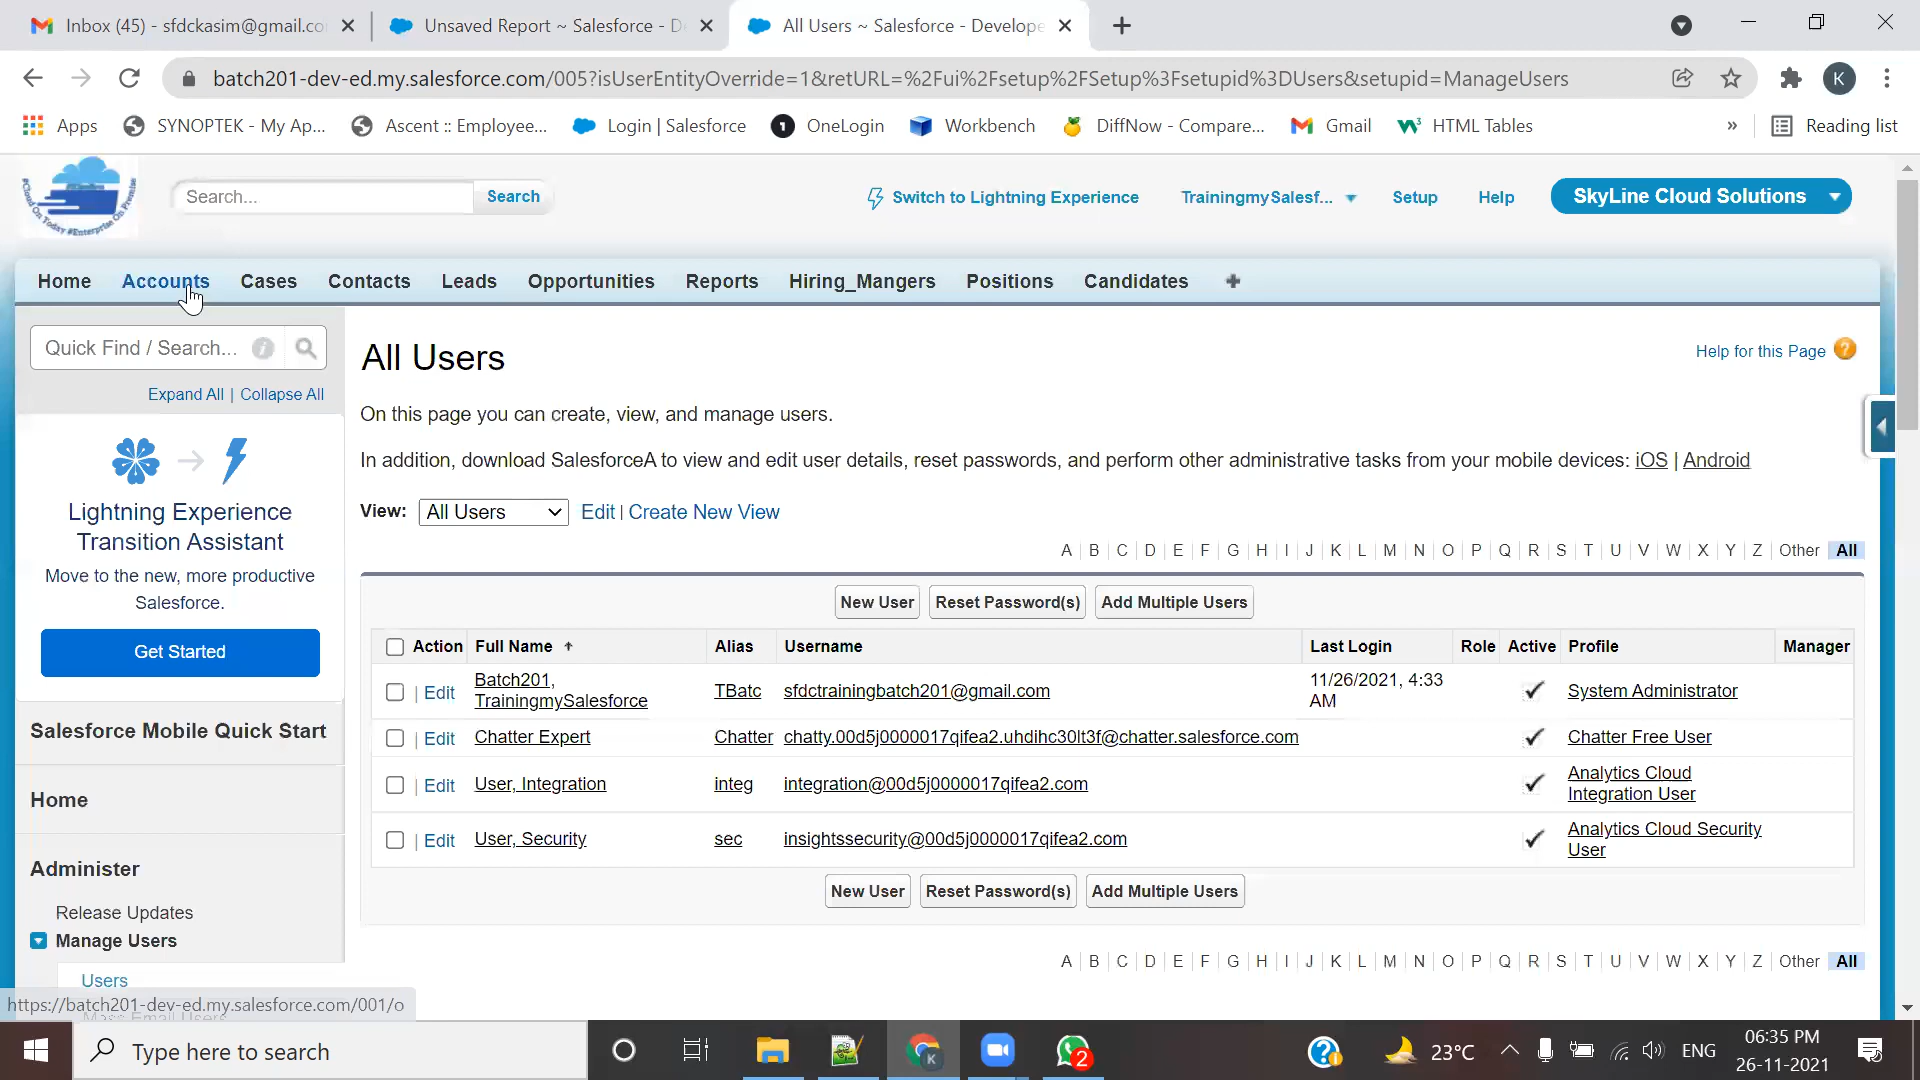 Inbox (45) - sfdckasim@gmail.co
Unsaved Report ~ Salesforce - D
All Users ~ Salesforce - Develope
batch201-dev-ed.my.salesforce.com/005?isUserEntityOverride=1&retURL=%2Fui%2Fsetup%2FSetup%3Fsetupid%3DUsers&setupid=ManageUsers
K
Apps
SYNOPTEK - My Ap...
Ascent :: Employee...
Login | Salesforce
OneLogin
Workbench
DiffNow - Compare...
Gmail
HTML Tables
»
Reading list
#Cloud On Today #Enterprise On Premise
Search...
Search
Switch to Lightning Experience
TrainingmySalesf...
Setup
Help
SkyLine Cloud Solutions
Home
Accounts
Cases
Contacts
Leads
Opportunities
Reports
Hiring_Mangers
Positions
Candidates
+
Quick Find / Search...
Expand All | Collapse All
Lightning Experience
Transition Assistant
Move to the new, more productive
Salesforce.
Get Started
Salesforce Mobile Quick Start
Home
Administer
Release Updates
Manage Users
Users
Mass Email Users
https://batch201-dev-ed.my.salesforce.com/001/o
All Users
Help for this Page ?
On this page you can create, view, and manage users.
In addition, download SalesforceA to view and edit user details, reset passwords, and perform other administrative tasks from your mobile devices: iOS | Android
View: All Users Edit | Create New View
A B C D E F G H I J K L M N O P Q R S T U V W X Y Z Other All
New User Reset Password(s) Add Multiple Users
Action Full Name Alias Username Last Login Role Active Profile Manager
Edit Batch201, TrainingmySalesforce TBatc sfdctrainingbatch201@gmail.com 11/26/2021, 4:33 AM System Administrator
Edit Chatter Expert Chatter chatty.00d5j0000017qifea2.uhdihc30lt3f@chatter.salesforce.com Chatter Free User
Edit User, Integration integ integration@00d5j0000017qifea2.com Analytics Cloud Integration User
Edit User, Security sec insightssecurity@00d5j0000017qifea2.com Analytics Cloud Security User
New User Reset Password(s) Add Multiple Users
A B C D E F G H I J K L M N O P Q R S T U V W X Y Z Other All
Type here to search
2
23°C
ENG
06:35 PM
26-11-2021